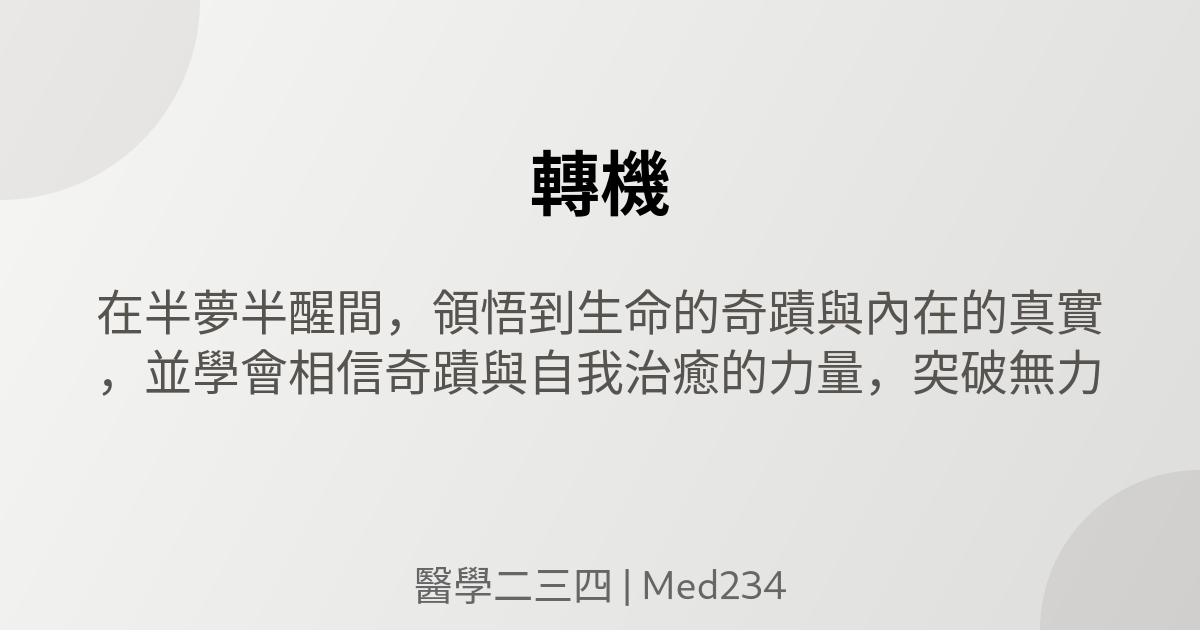 轉機
在半夢半醒間，領悟到生命的奇蹟與內在的真實
，並學會相信奇蹟與自我治癒的力量，突破無力
醫學二三四 | Med234